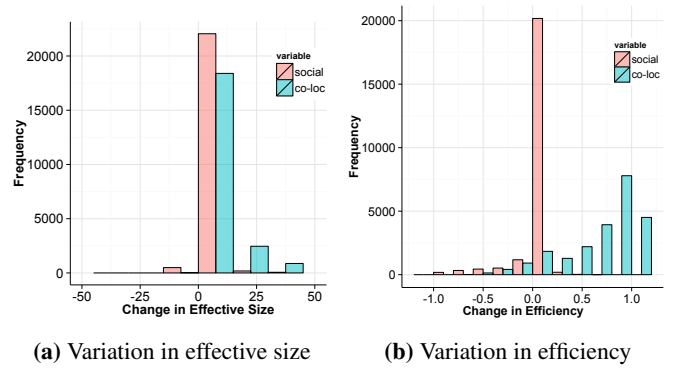 20000
15000
10000
5000
0
Frequency
-50 -25 0 25 50
Change in Effective Size
variable
social
co-loc
(a) Variation in effective size
20000
15000
10000
5000
0
Frequency
-1.0 -0.5 0.0 0.5 1.0
Change in Efficiency
variable
social
co-loc
(b) Variation in efficiency